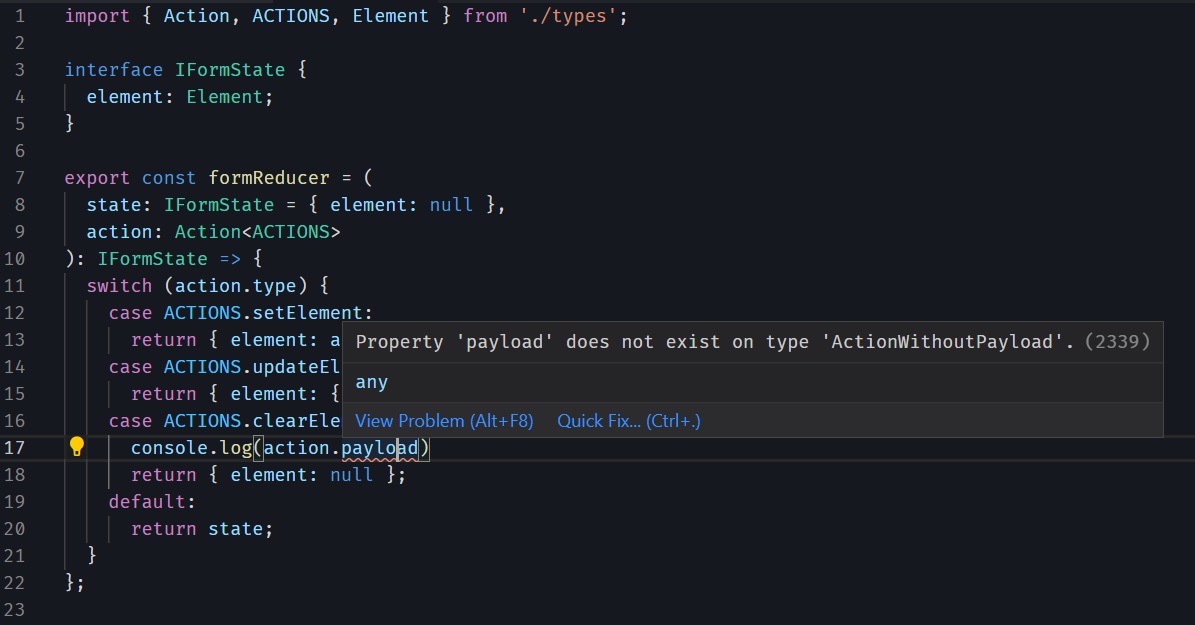 1 import { Action, ACTIONS, Element } from './types';
2
3 interface IFormState {
4   element: Element;
5 }
6
7 export const formReducer = (
8   state: IFormState = { element: null },
9   action: Action<ACTIONS>
10 ): IFormState => {
11   switch (action.type) {
12     case ACTIONS.setElement:
13       return { element: a
Property 'payload' does not exist on type 'ActionWithoutPayload'. (2339)
14     case ACTIONS.updateEl
any
15       return { element: {
16     case ACTIONS.clearEle
View Problem (Alt+F8) Quick Fix... (Ctrl+.)
17       console.log(action.payload)
18       return { element: null };
19     default:
20       return state;
21   }
22 };
23